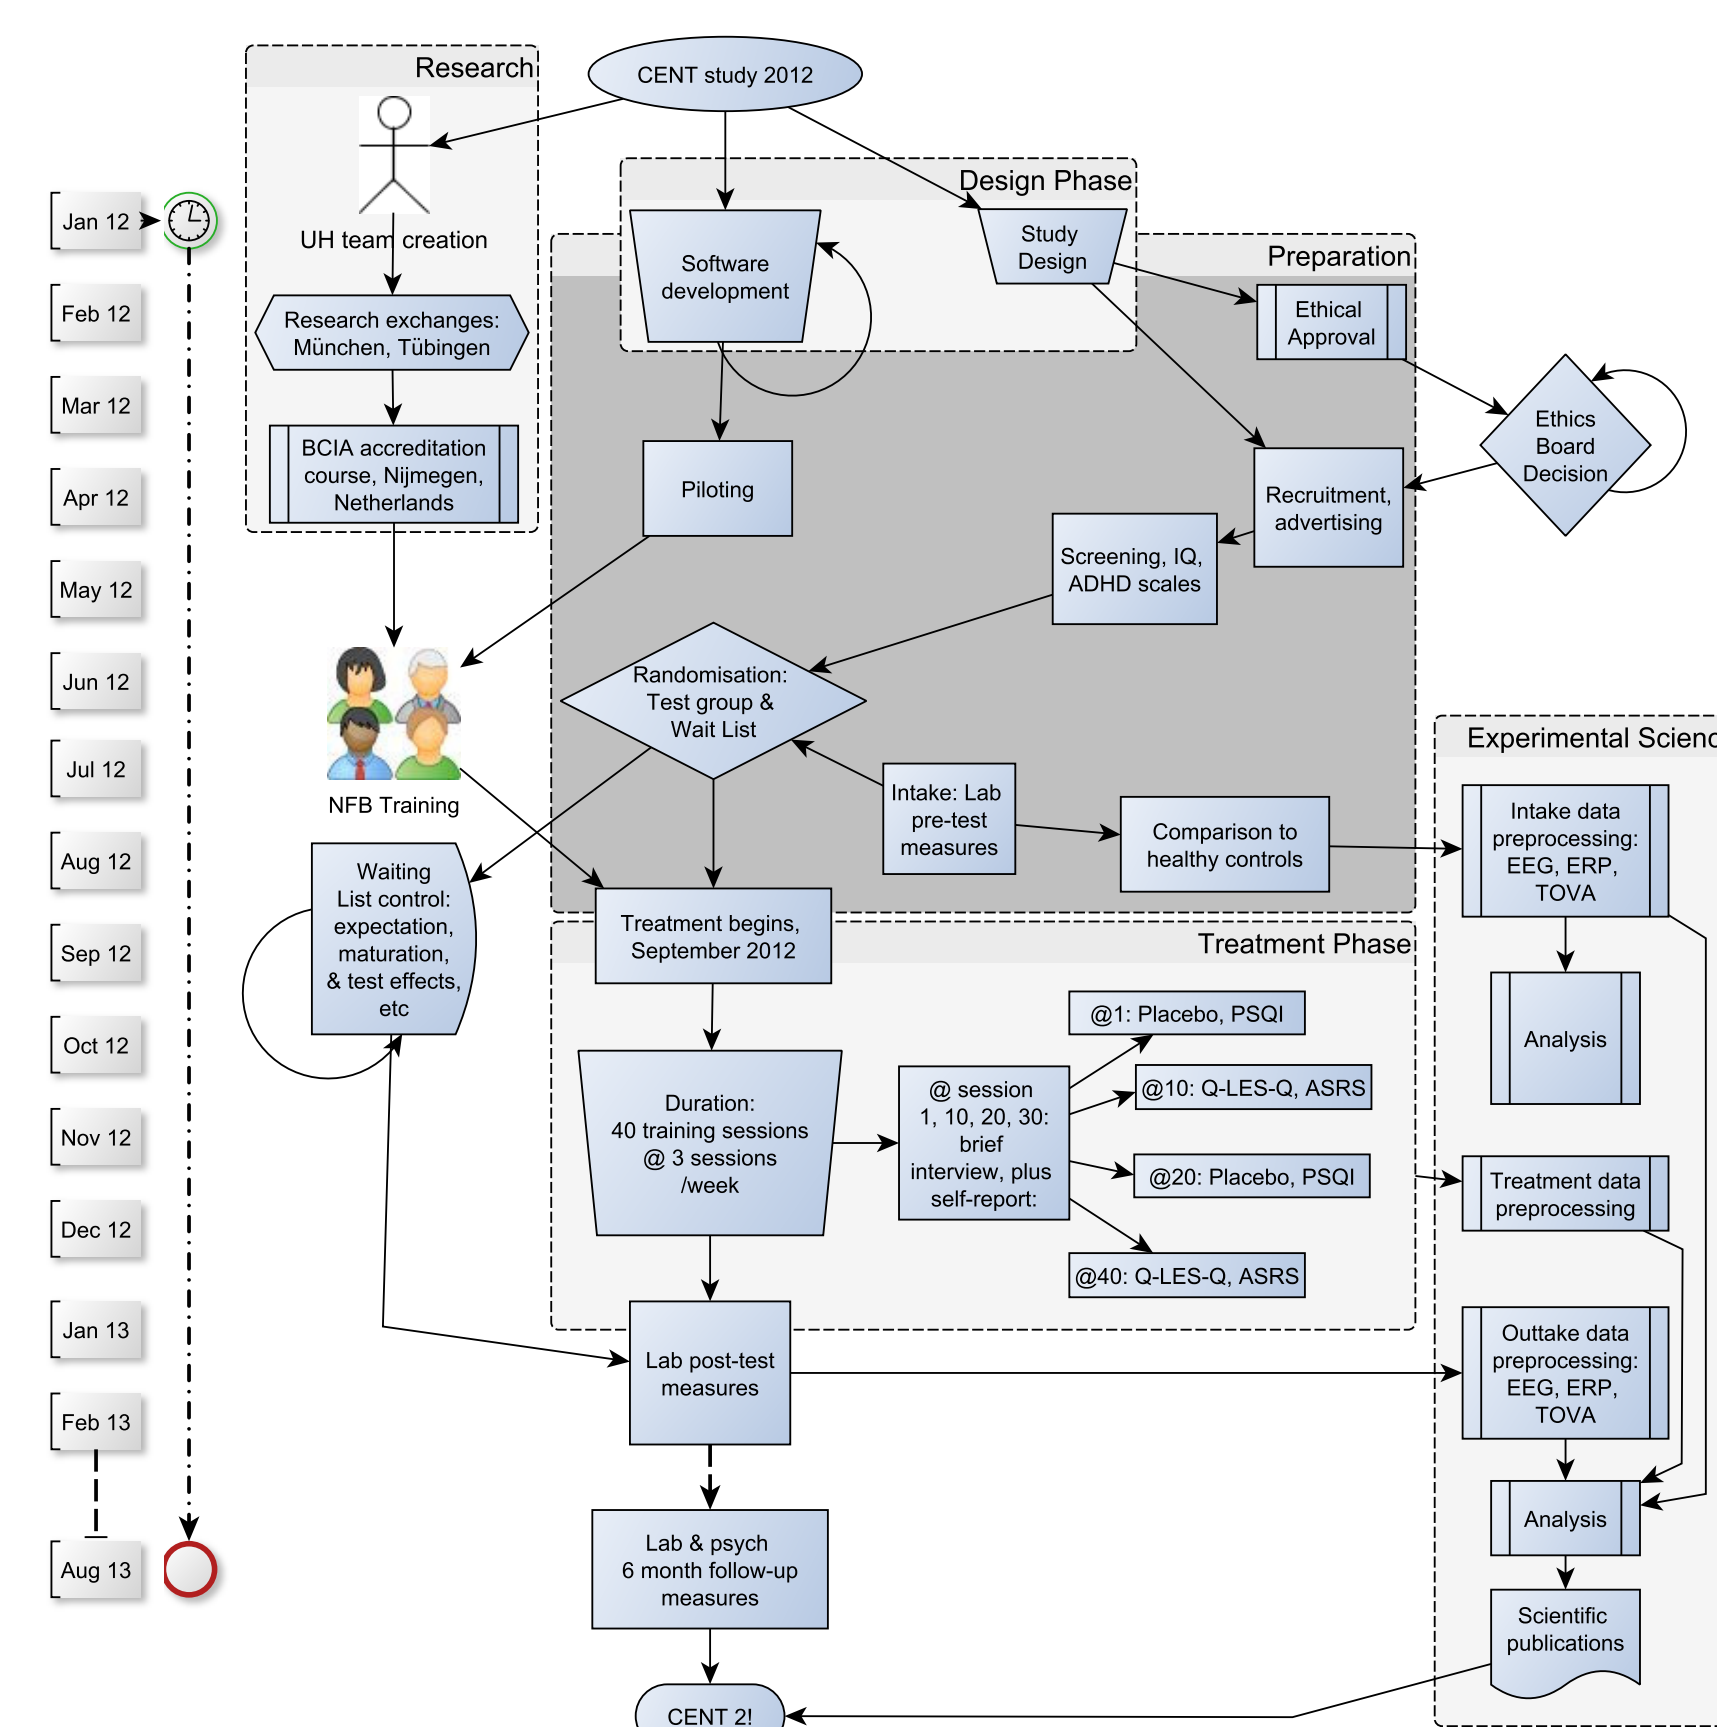 CENT study 2012
Research
UH team creation
Research exchanges:
München, Tübingen
BCIA accreditation
course, Nijmegen,
Netherlands
NFB Training
Design Phase
Software
development
Study
Design
Preparation
Ethical
Approval
Ethics
Board
Decision
Piloting
Recruitment,
advertising
Screening, IQ,
ADHD scales
Randomisation:
Test group &
Wait List
Intake: Lab
pre-test
measures
Comparison to
healthy controls
Waiting
List control:
expectation,
maturation,
& test effects,
etc
Treatment begins,
September 2012
Treatment Phase
Duration:
40 training sessions
@ 3 sessions
/week
@ session
1, 10, 20, 30:
brief
interview, plus
self-report:
@1: Placebo, PSQI
@10: Q-LES-Q, ASRS
@20: Placebo, PSQI
@40: Q-LES-Q, ASRS
Lab post-test
measures
Lab & psych
6 month follow-up
measures
CENT 2!
Experimental Scienc
Intake data
preprocessing:
EEG, ERP,
TOVA
Analysis
Treatment data
preprocessing
Outtake data
preprocessing:
EEG, ERP,
TOVA
Analysis
Scientific
publications
Jan 12
Feb 12
Mar 12
Apr 12
May 12
Jun 12
Jul 12
Aug 12
Sep 12
Oct 12
Nov 12
Dec 12
Jan 13
Feb 13
Aug 13